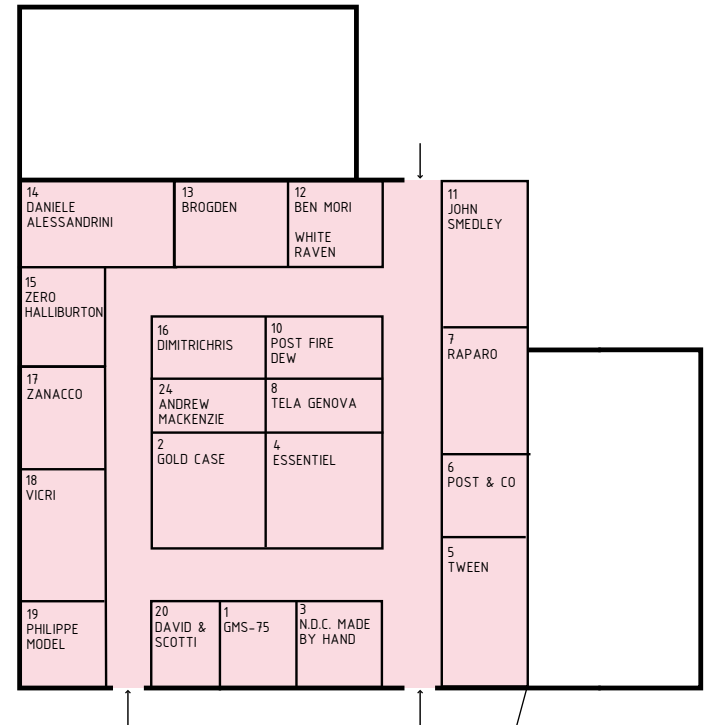 14
DANIELE
ALESSANDRINI
13
BROGDEN
12
BEN MORI
WHITE
RAVEN
11
JOHN
SMEDLEY
15
ZERO
HALLIBURTON
16
DIMITRICHRIS
10
POST FIRE
DEW
7
RAPARO
17
ZANACCO
24
ANDREW
MACKENZIE
8
TELA GENOVA
2
GOLD CASE
4
ESSENTIEL
6
POST & CO
18
VICRI
5
TWEEN
19
PHILIPPE
MODEL
20
DAVID &
SCOTTI
1
GMS-75
3
N.D.C. MADE
BY HAND